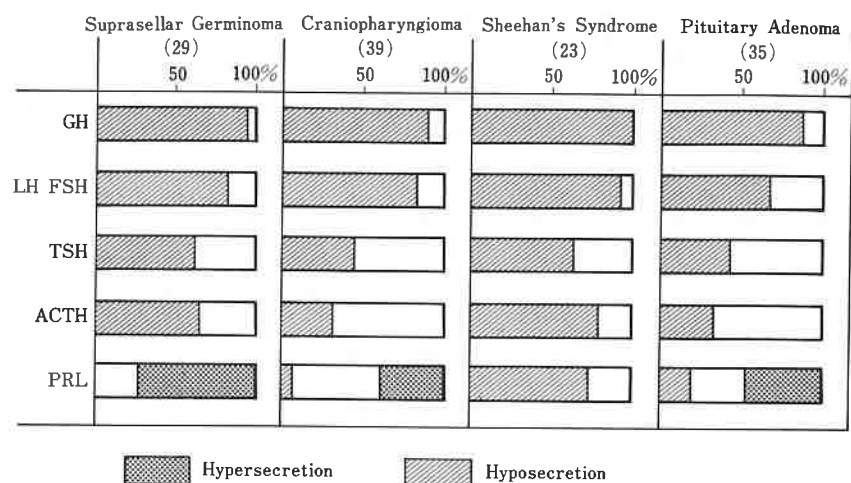 Suprasellar Germinoma Craniopharyngioma Sheehan's Syndrome Pituitary Adenoma
(29) (39) (23) (35)
50 100% 50 100% 50 100% 50 100%
GH
LH FSH
TSH
ACTH
PRL
Hypersecretion Hyposecretion